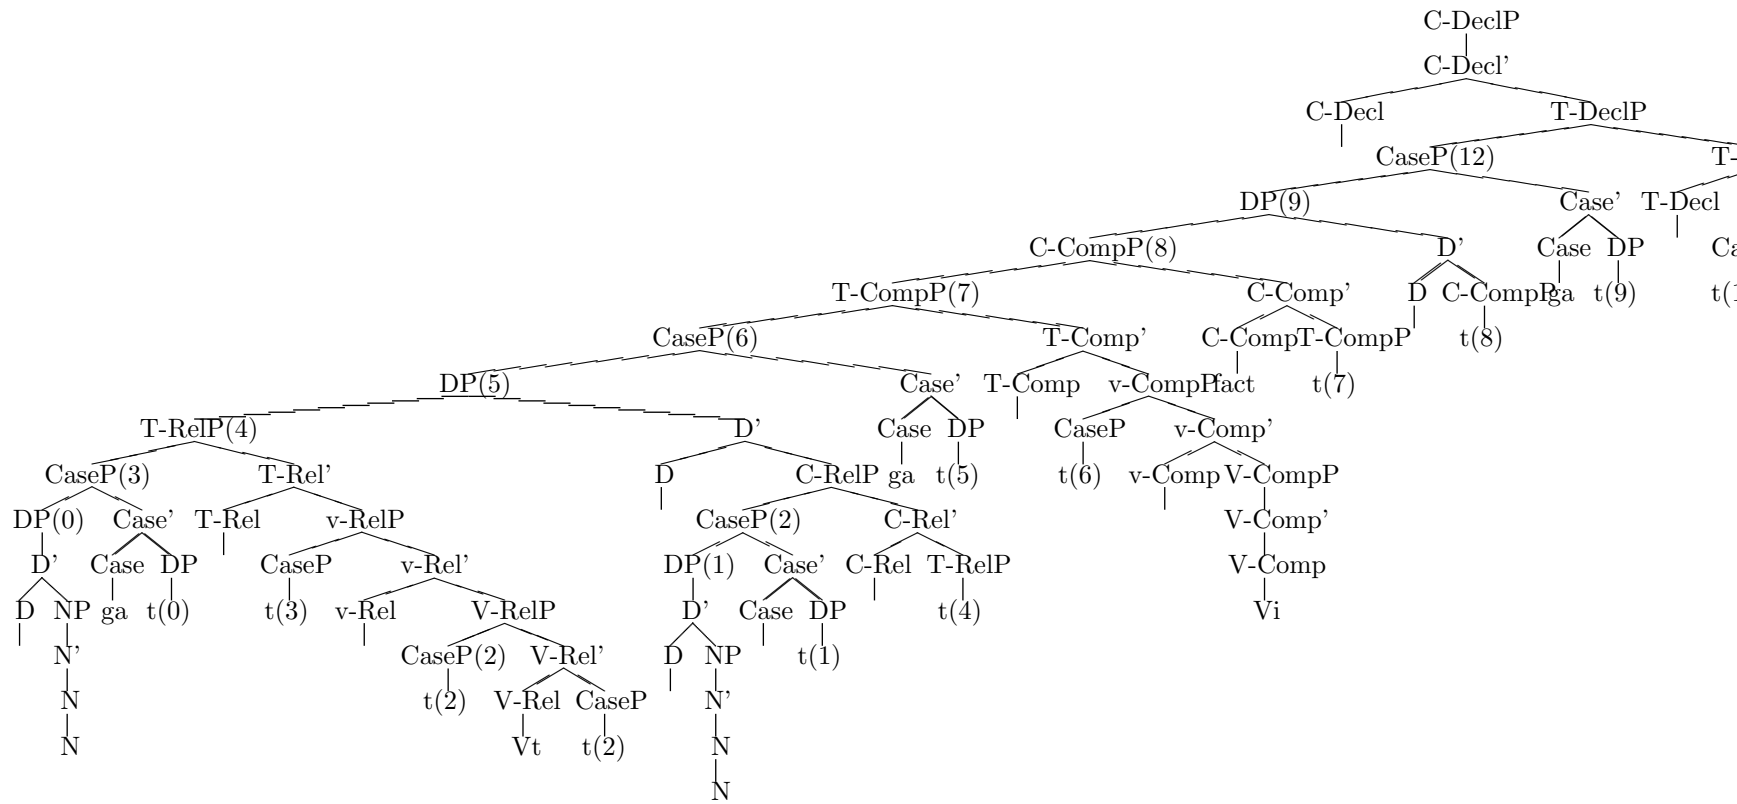 C-DeclP
C-Decl'
C-Decl T-DeclP
CaseP(12) T-
DP(9) Case' T-Decl
C-CompP(8) D' Case DP Ca
T-CompP(7) C-Comp' D C-CompP ga t(9) t(1
CaseP(6) T-Comp' C-Comp T-CompP t(8)
DP(5) Case' T-Comp v-CompP fact t(7)
T-RelP(4) D' Case DP CaseP v-Comp'
CaseP(3) T-Rel' D C-RelP ga t(5) t(6) v-Comp V-CompP
DP(0) Case' T-Rel v-RelP CaseP(2) C-Rel' V-Comp'
D' Case DP CaseP v-Rel' DP(1) Case' C-Rel T-RelP V-Comp
D NP ga t(0) t(3) v-Rel V-RelP D' Case DP t(4) Vi
N' CaseP(2) V-Rel' D NP t(1)
N t(2) V-Rel CaseP N'
N Vt t(2) N
N